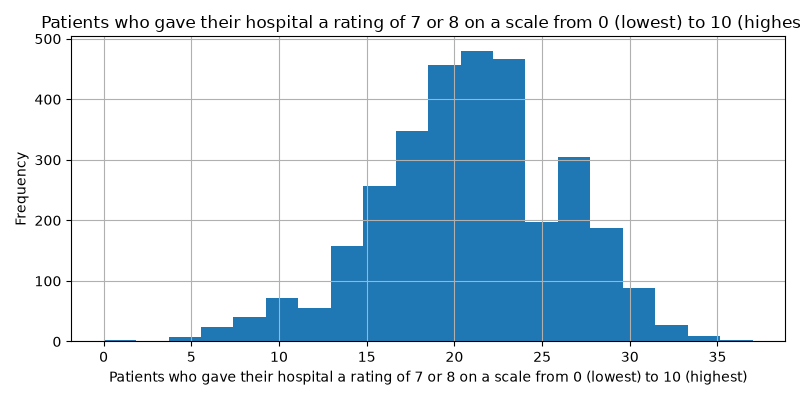 Patients who gave their hospital a rating of 7 or 8 on a scale from 0 (lowest) to 10 (highes
500
400
300
200
100
0
Frequency
0 5 10 15 20 25 30 35
Patients who gave their hospital a rating of 7 or 8 on a scale from 0 (lowest) to 10 (highest)